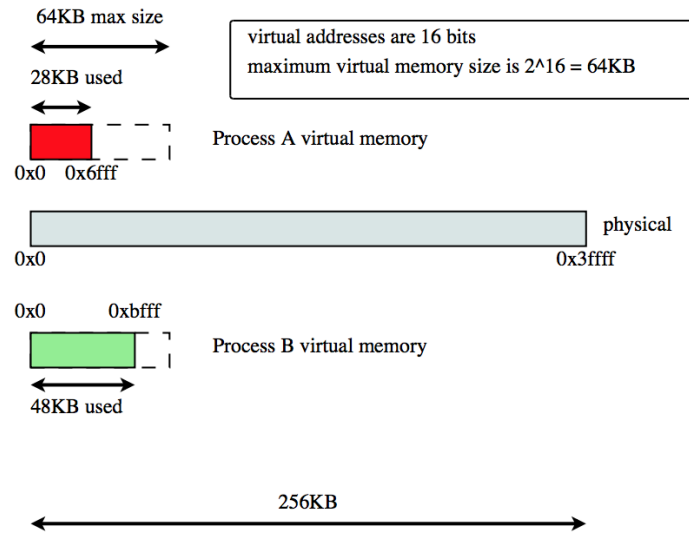 64KB max size
virtual addresses are 16 bits
maximum virtual memory size is 2^16 = 64KB
28KB used
Process A virtual memory
0x0 0x6fff
physical
0x0 0x3ffff
0x0 0xbfff
Process B virtual memory
48KB used
256KB